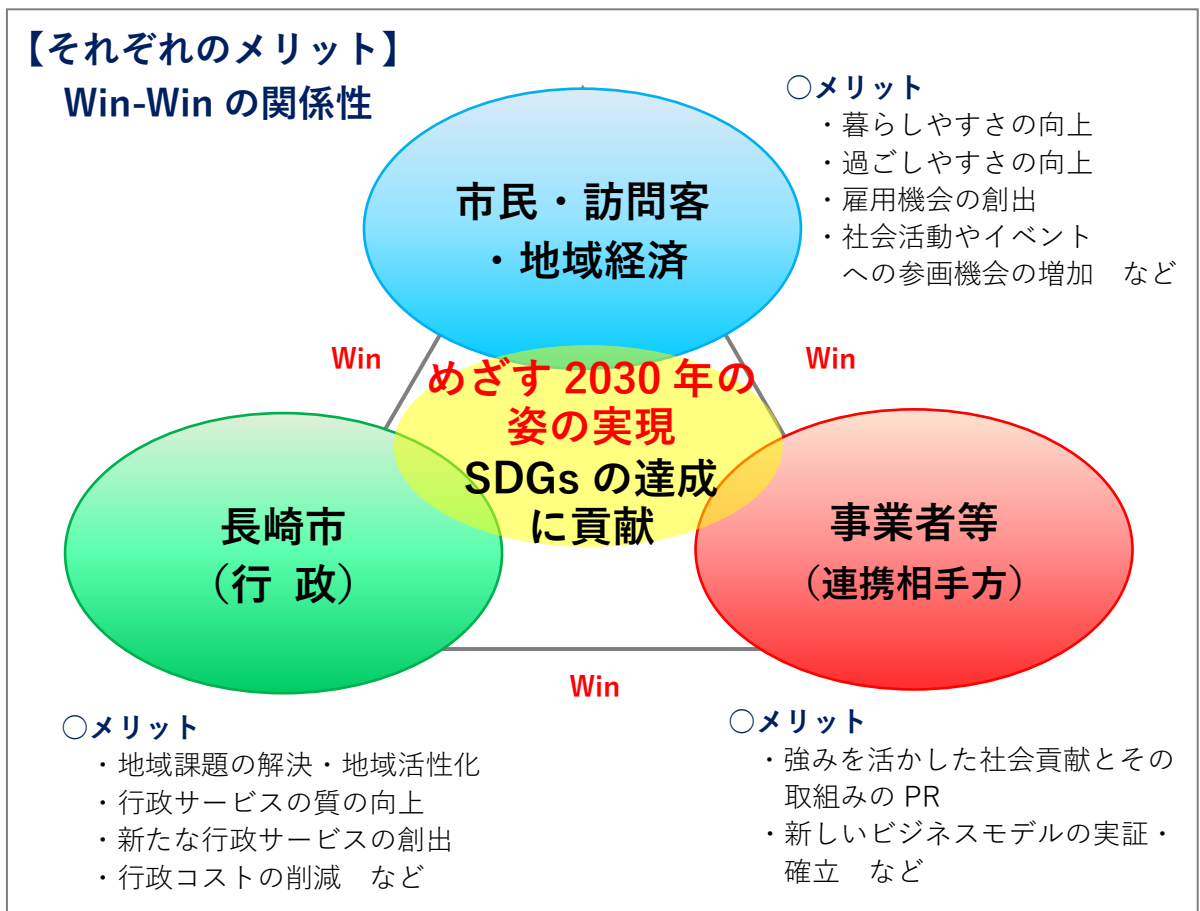 【それぞれのメリット】
Win-Win の関係性
○メリット
・暮らしやすさの向上
・過ごしやすさの向上
・雇用機会の創出
・社会活動やイベント
への参画機会の増加　など
市民・訪問客
・地域経済
Win
Win
めざす 2030 年の
姿の実現
SDGs の達成
に貢献
長崎市
（行 政）
事業者等
（連携相手方）
Win
○メリット
・地域課題の解決・地域活性化
・行政サービスの質の向上
・新たな行政サービスの創出
・行政コストの削減　など
○メリット
・強みを活かした社会貢献とその
取組みの PR
・新しいビジネスモデルの実証・
確立　など